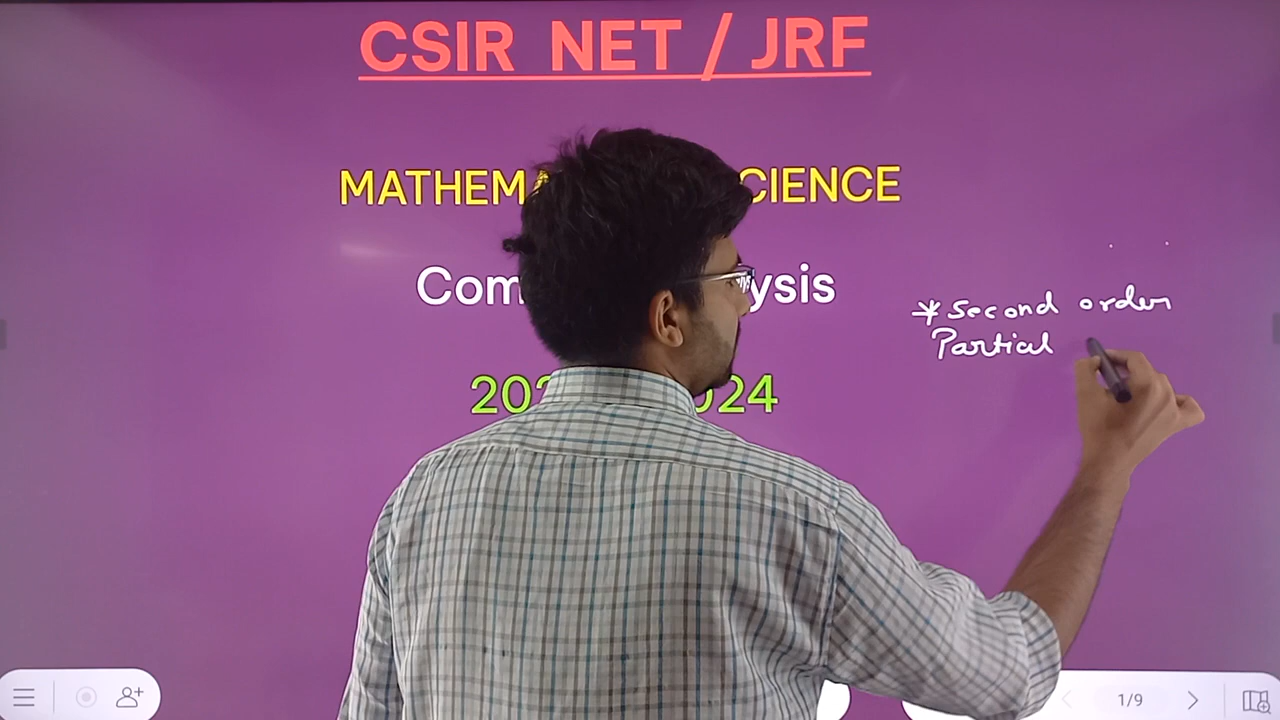 CSIR NET / JRF
MATHEM CIENCE
Com ysis
202 024
* Second order
Partial
1/9